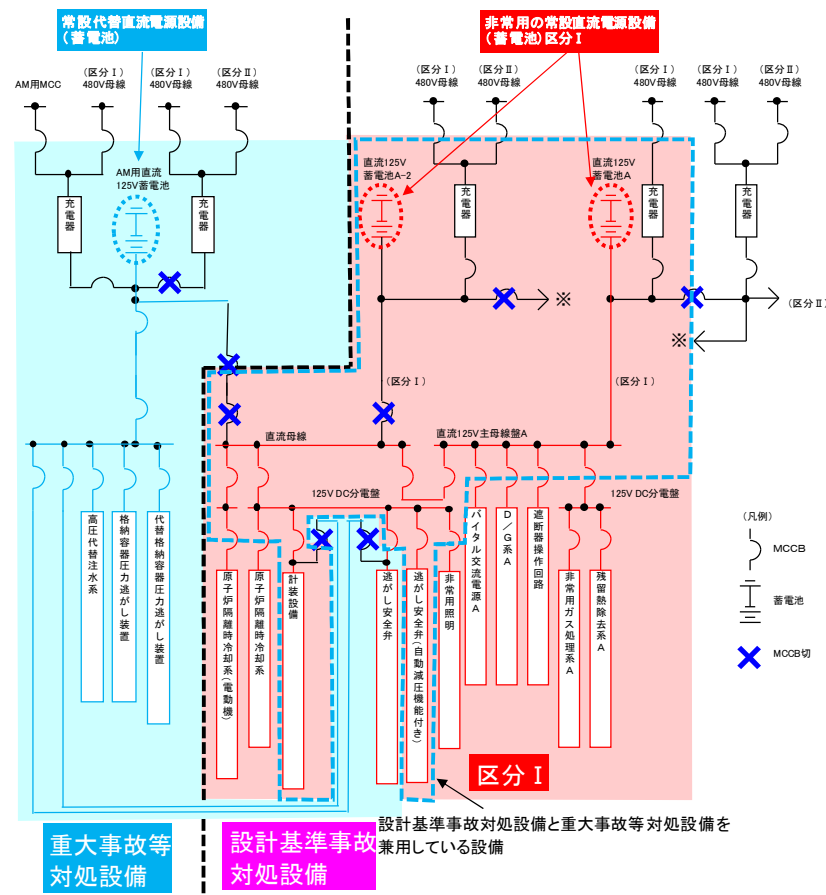 常設代替直流電源設備
(蓄電池)
非常用の常設直流電源設備
(蓄電池)区分Ⅰ
AM用MCC
(区分Ⅰ)
480V母線
(区分Ⅰ)
480V母線
(区分Ⅱ)
480V母線
(区分Ⅰ)
480V母線
(区分Ⅱ)
480V母線
(区分Ⅰ)
480V母線
(区分Ⅰ)
480V母線
(区分Ⅱ)
480V母線
AM用直流
125V蓄電池
直流125V
蓄電池A-2
直流125V
蓄電池A
充電器
充電器
充電器
充電器
充電器
※
(区分Ⅱ)
※
(区分Ⅰ)
(区分Ⅰ)
直流母線
直流125V主母線盤A
125V DC分電盤
125V DC分電盤
高圧代替注水系
格納容器圧力逃がし装置
代替格納容器圧力逃がし装置
原子炉隔離時冷却系(電動機)
原子炉隔離時冷却系
計装設備
逃がし安全弁
逃がし安全弁(自動減圧機能付き)
非常用照明
バイタル交流電源A
D/G系A
遮断器操作回路
非常用ガス処理系A
残留熱除去系A
(凡例)
MCCB
蓄電池
MCCB切
区分Ⅰ
設計基準事故対処設備と重大事故等対処設備を
兼用している設備
重大事故等
対処設備
設計基準事故
対処設備